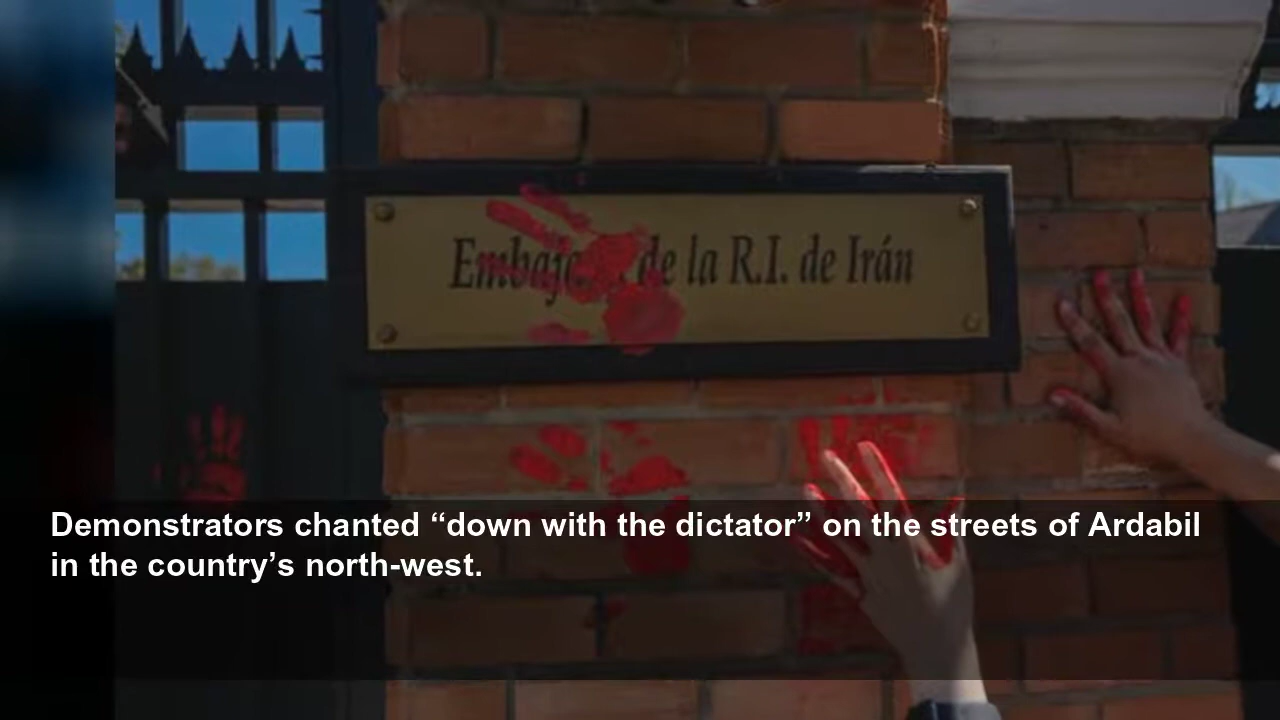 Embajada de la R.I. de Irán
Demonstrators chanted “down with the dictator” on the streets of Ardabil
in the country’s north-west.